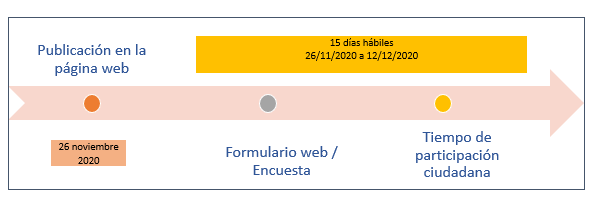 Publicación en la
página web
15 días hábiles
26/11/2020 a 12/12/2020
26 noviembre
2020
Formulario web /
Encuesta
Tiempo de
participación
ciudadana